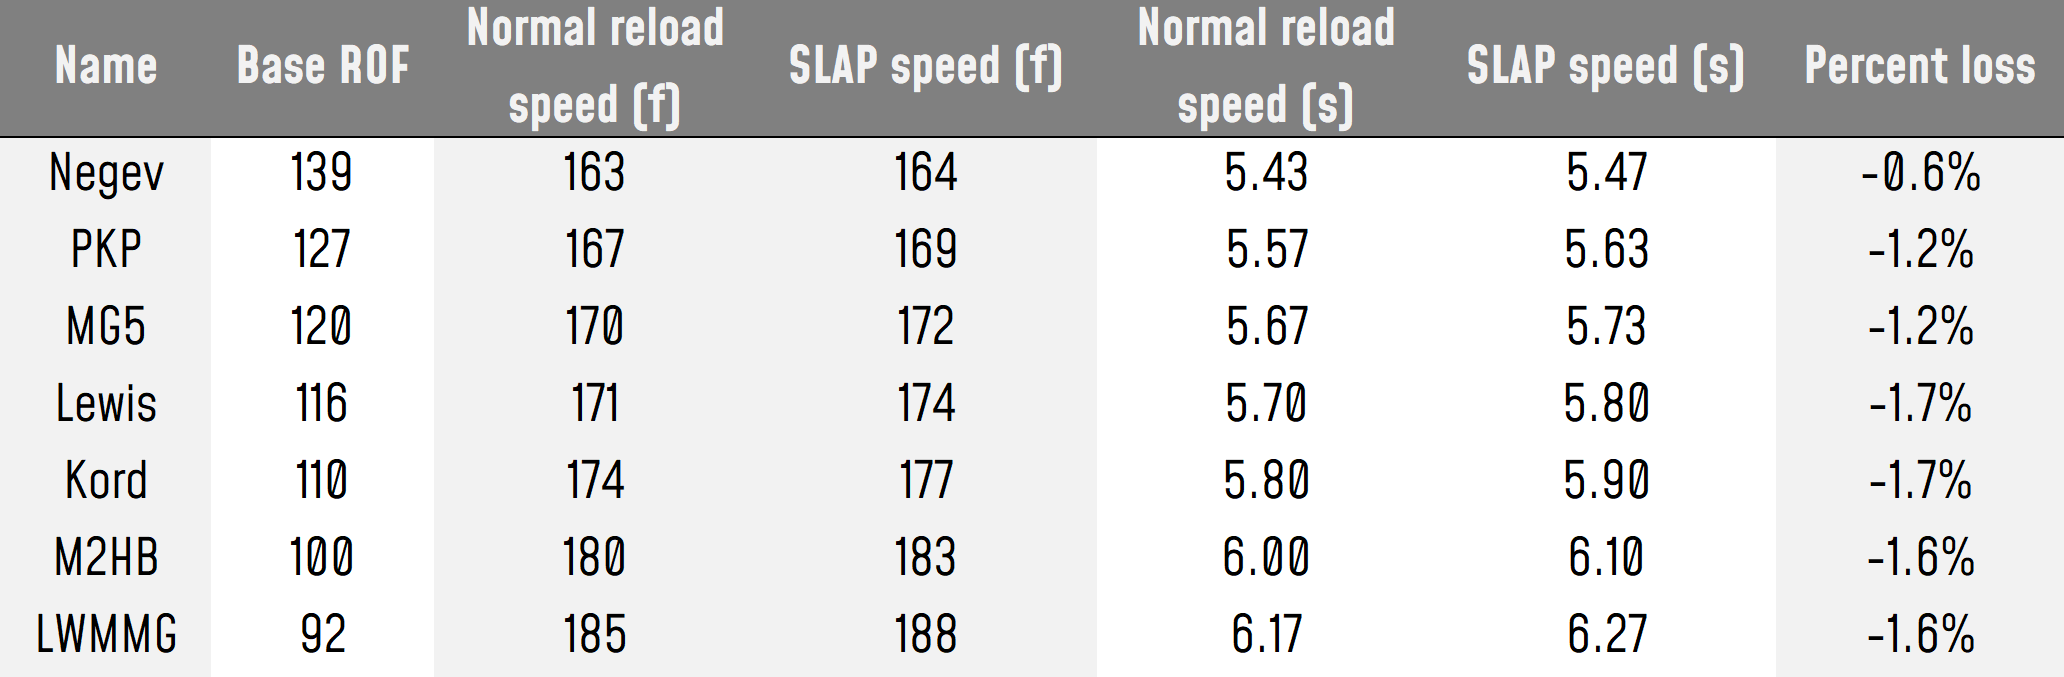 Name Base ROF Normal reload speed (f) SLAP speed (f) Normal reload speed (s) SLAP speed (s) Percent loss
Negev 139 163 164 5.43 5.47 -0.6%
PKP 127 167 169 5.57 5.63 -1.2%
MG5 120 170 172 5.67 5.73 -1.2%
Lewis 116 171 174 5.70 5.80 -1.7%
Kord 110 174 177 5.80 5.90 -1.7%
M2HB 100 180 183 6.00 6.10 -1.6%
LWMMG 92 185 188 6.17 6.27 -1.6%